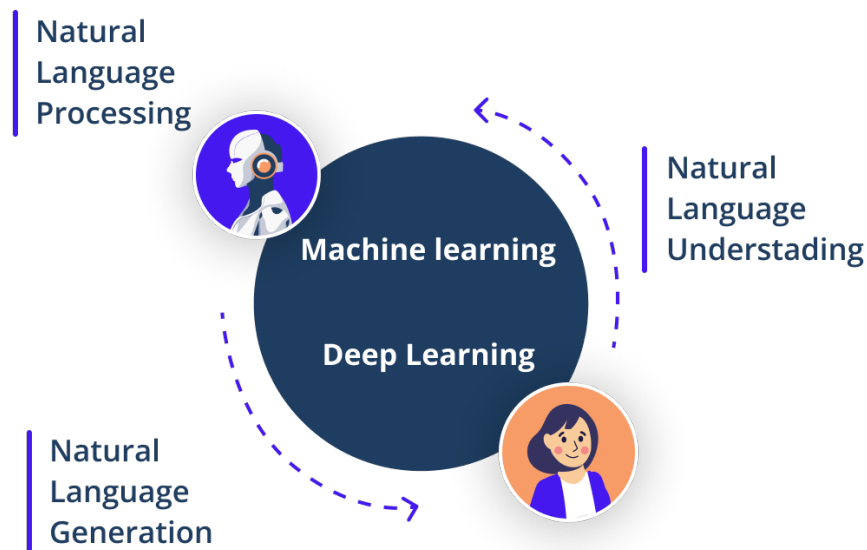 Natural
Language
Processing
Natural
Language
Understading
Machine learning
Deep Learning
Natural
Language
Generation